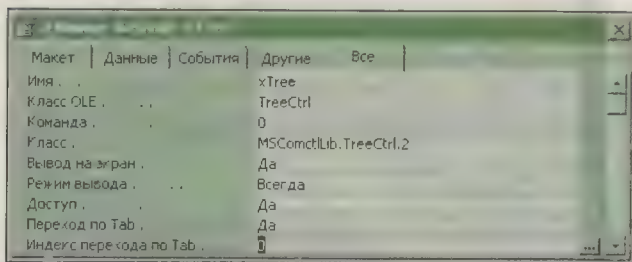 Макет Данные События Другие Все
Имя . . xTree
Класс OLE . . . TreeCtrl
Команда . . 0
Класс . MSComctlLib.TreeCtrl.2
Вывод на экран . Да
Режим вывода . . . Всегда
Доступ . . Да
Переход по Tab . Да
Индекс перехода по Tab . 0